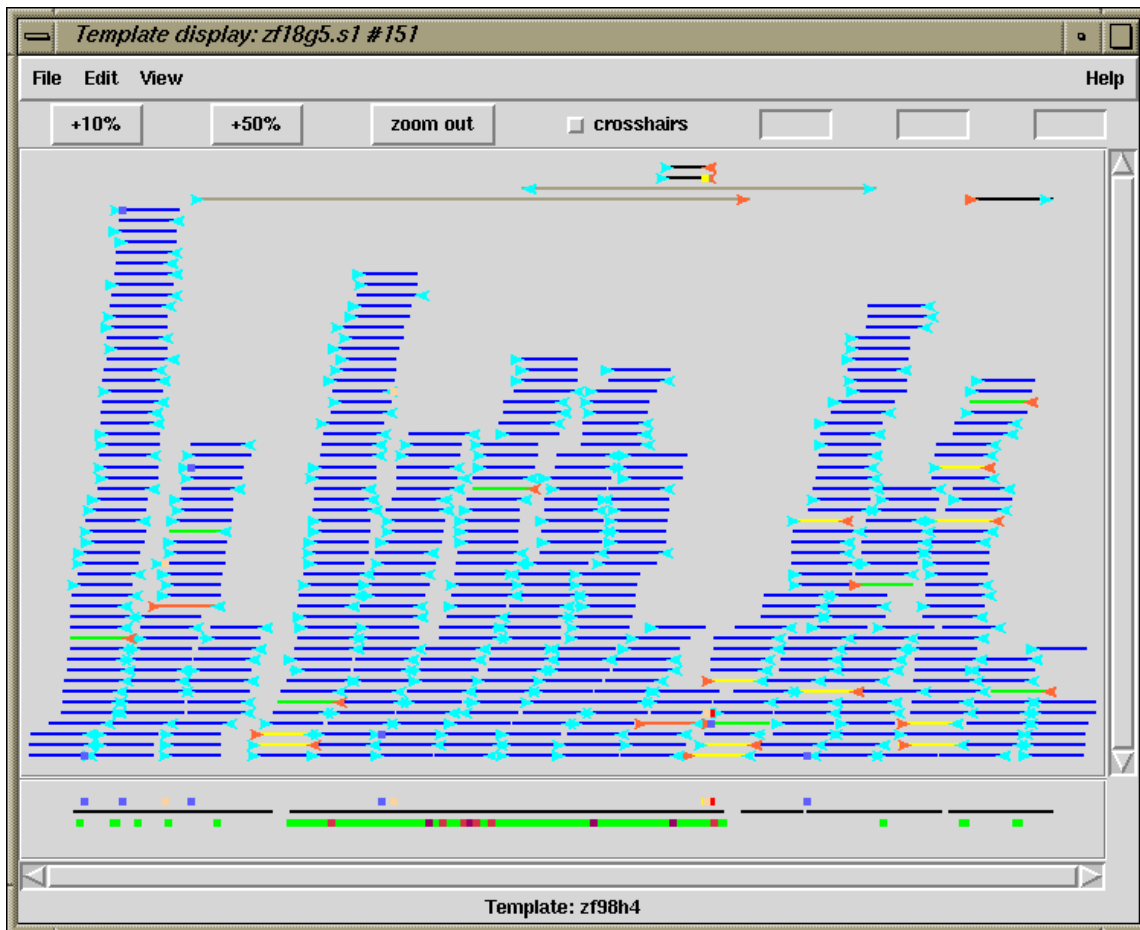 Template display: zf18g5.s1 #151
File Edit View Help
+10% +50% zoom out crosshairs
Template: zf98h4